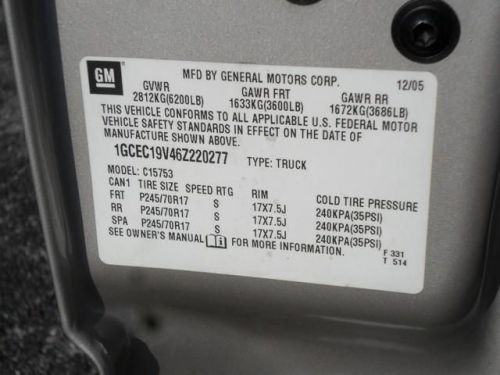 GM
MFD BY GENERAL MOTORS CORP. 12/05
GVWR GAWR FRT GAWR RR
2812KG(6200LB) 1633KG(3600LB) 1672KG(3686LB)
THIS VEHICLE CONFORMS TO ALL APPLICABLE U.S. FEDERAL MOTOR
VEHICLE SAFETY STANDARDS IN EFFECT ON THE DATE OF
MANUFACTURE SHOWN ABOVE.
1GCEC19V46Z220277 TYPE: TRUCK
MODEL: C15753
CAN1 TIRE SIZE SPEED RTG RIM COLD TIRE PRESSURE
FRT P245/70R17 S 17X7.5J 240KPA(35PSI)
RR P245/70R17 S 17X7.5J 240KPA(35PSI)
SPA P245/70R17 S 17X7.5J 240KPA(35PSI)
SEE OWNER'S MANUAL FOR MORE INFORMATION.
F 331
T 514